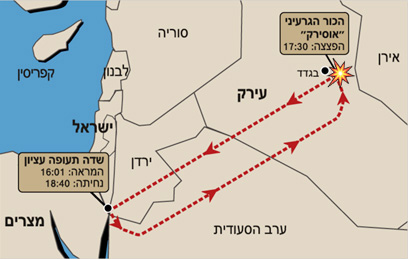 הכור הגרעיני
״אוסירק״
הפצצה: 17:30
סוריה
אירן
קפריסין
לבנון
בגדד
עירק
ישראל
שדה תעופה עציון
המראה: 16:01
נחיתה: 18:40
ירדן
מצרים
ערב הסעודית